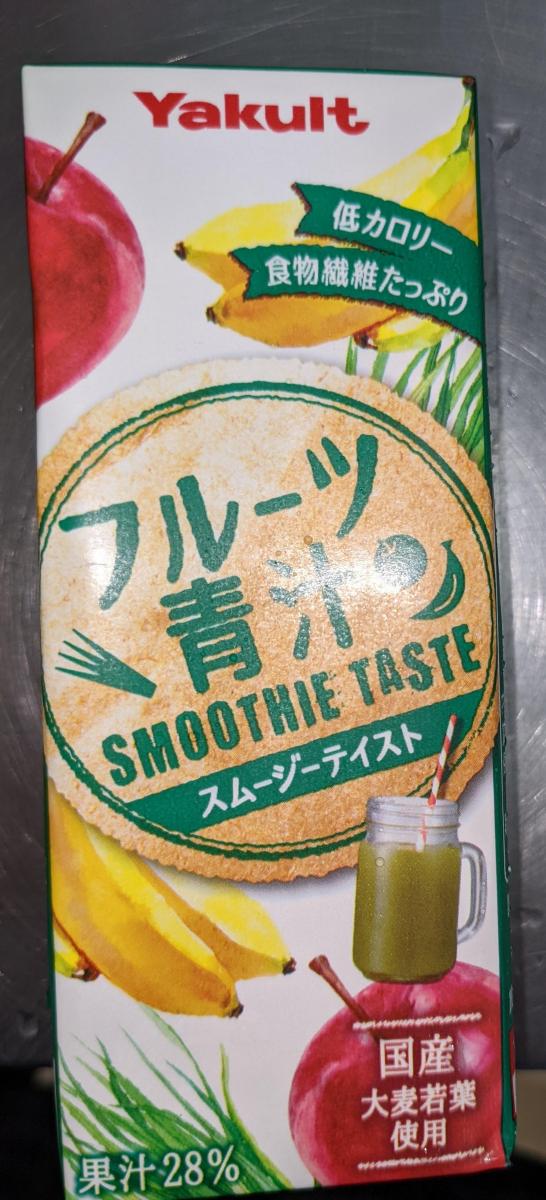 Yakult
低カロリー
食物繊維たっぷり
フルーツ
青汁
SMOOTHIE TASTE
スムージーテイスト
国産
大麦若葉
使用
果汁28%